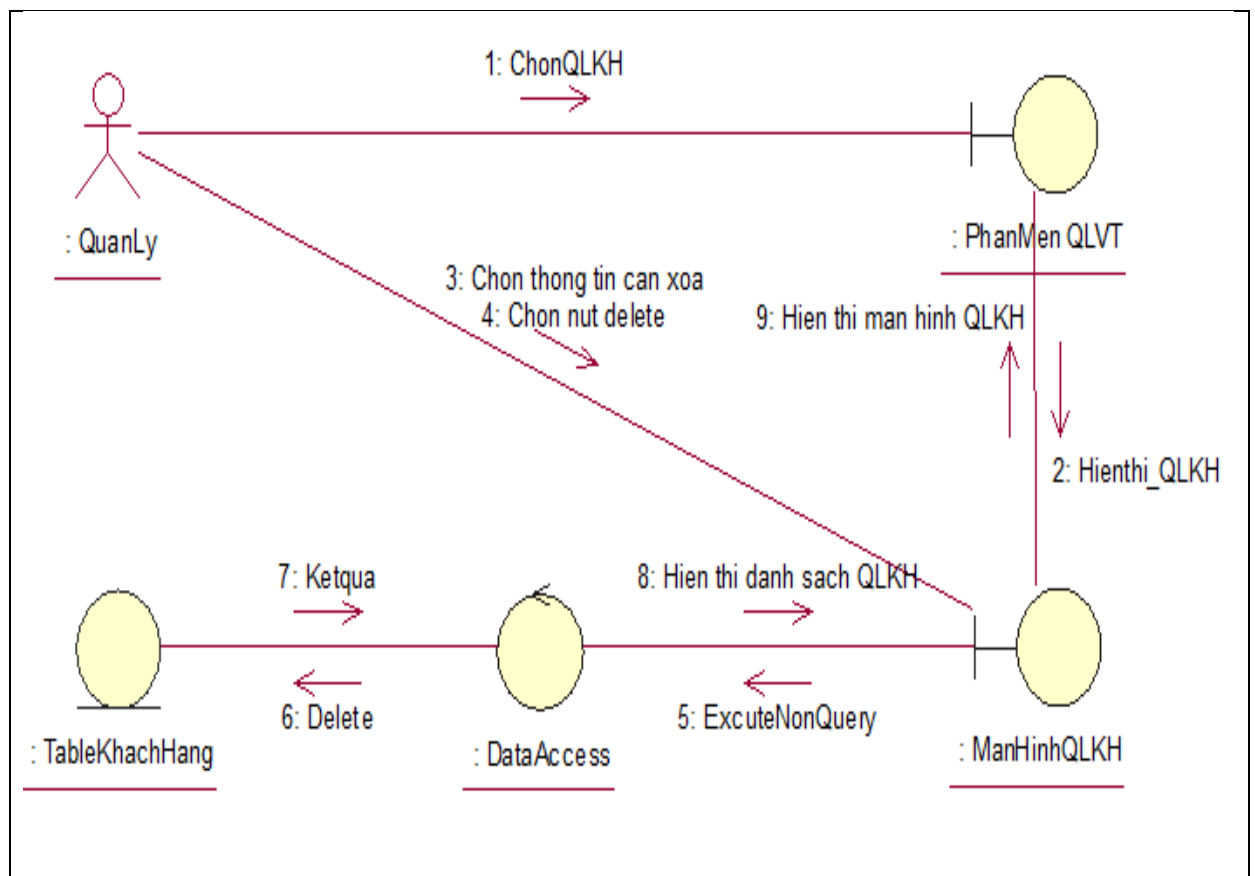 1: ChonQLKH
: QuanLy
: PhanMen QLVT
3: Chon thong tin can xoa
4: Chon nut delete
9: Hien thi man hinh QLKH
2: Hienthi_QLKH
7: Ketqua
8: Hien thi danh sach QLKH
6: Delete
5: ExcuteNonQuery
: TableKhachHang
: DataAccess
: ManHinhQLKH